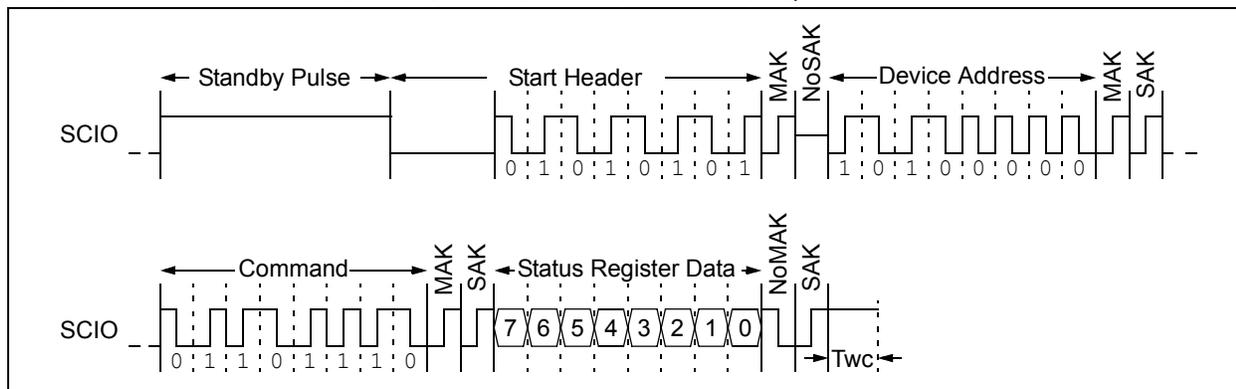 Standby Pulse Start Header MAK NoSAK Device Address MAK SAK
SCIO
0 1 0 1 0 1 0 1 1 0 1 0 0 0 0 0
Command MAK SAK Status Register Data NoMAK SAK
SCIO 7 6 5 4 3 2 1 0
0 1 1 0 1 1 1 0 Twc